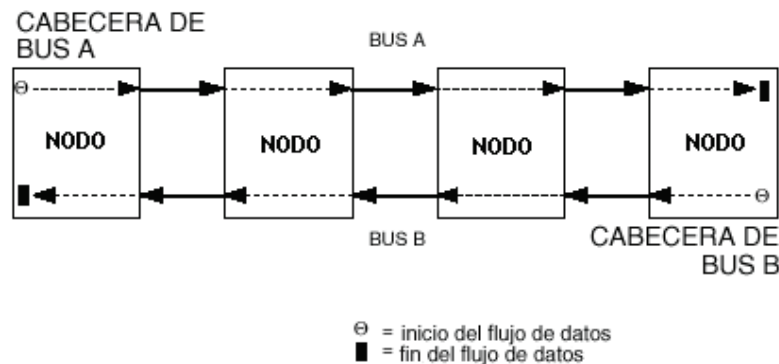 CABECERA DE
BUS A
BUS A
NODO
NODO
NODO
NODO
BUS B
CABECERA DE
BUS B
Θ = inicio del flujo de datos
▮ = fin del flujo de datos